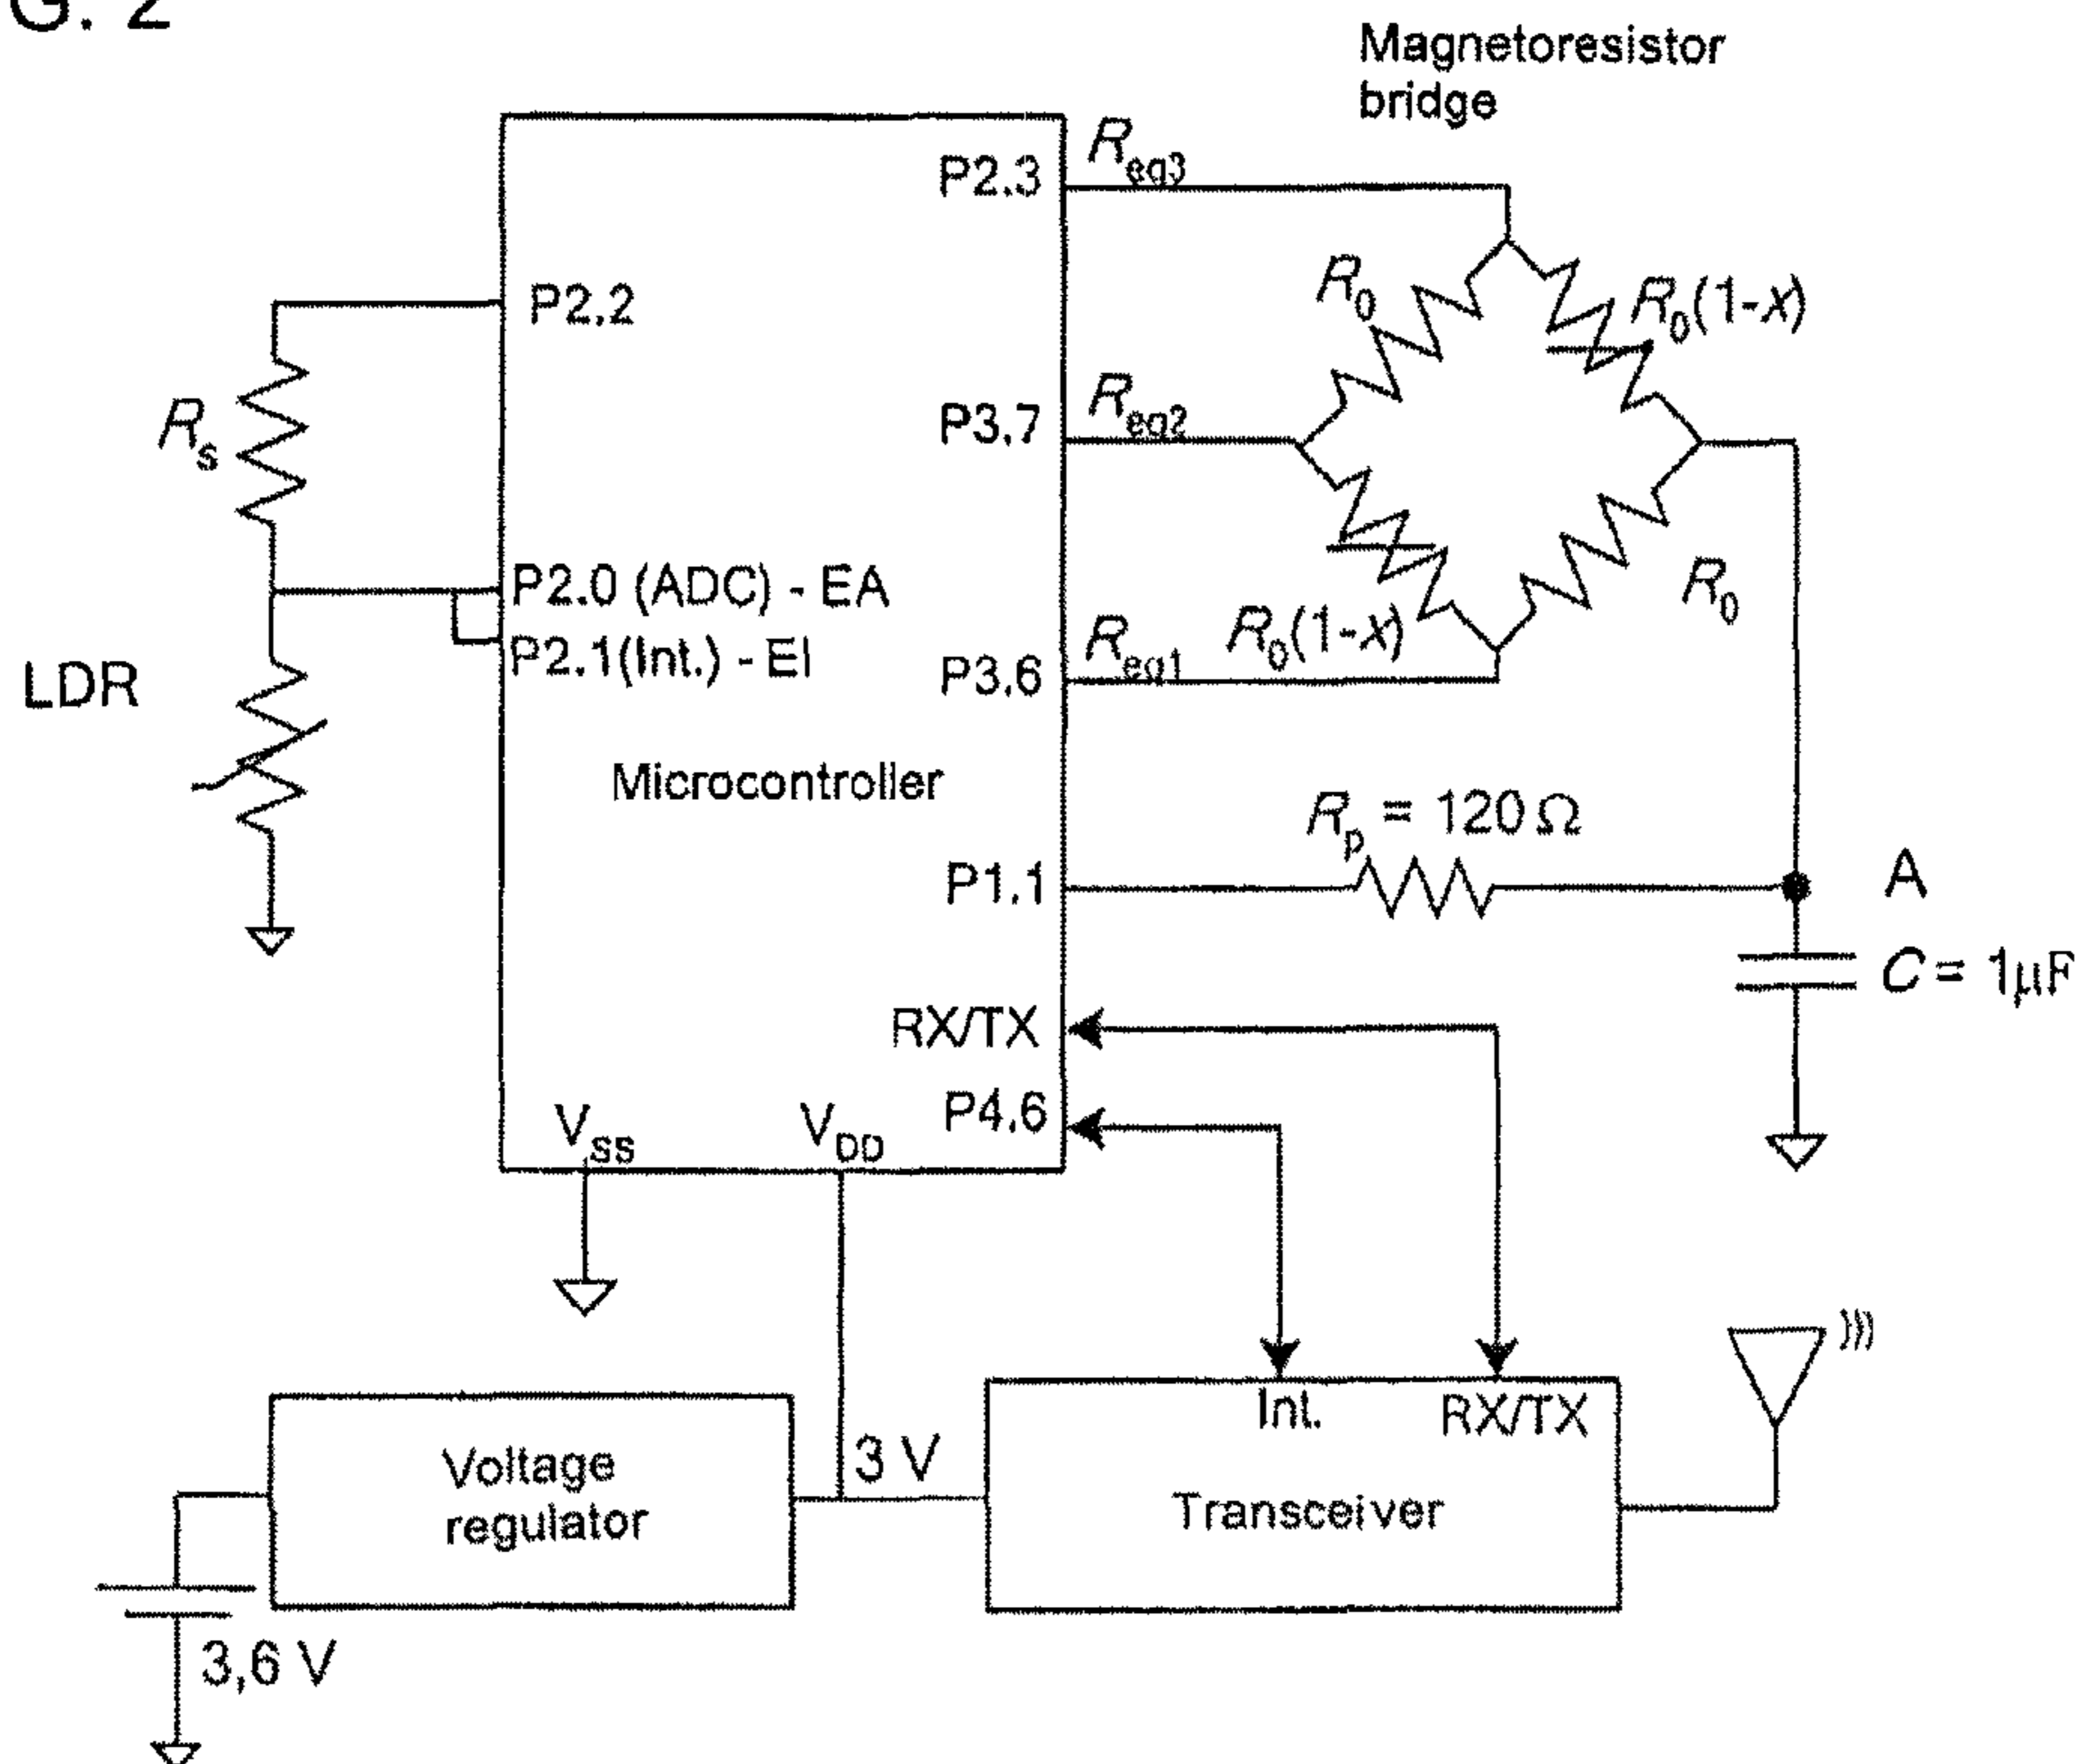 G. 2
Magnetoresistor
bridge
P2.3
Req3
R0
R0(1-x)
P2.2
Rs
P3.7
Req2
P2.0 (ADC) - EA
P2.1(Int.) - EI
R0
LDR
P3.6
Req1
R0(1-x)
Microcontroller
Rp = 120 Ω
P1.1
A
C = 1μF
RX/TX
P4.6
VSS
VDD
Int.
RX/TX
)))
3 V
Voltage
regulator
Transceiver
3,6 V